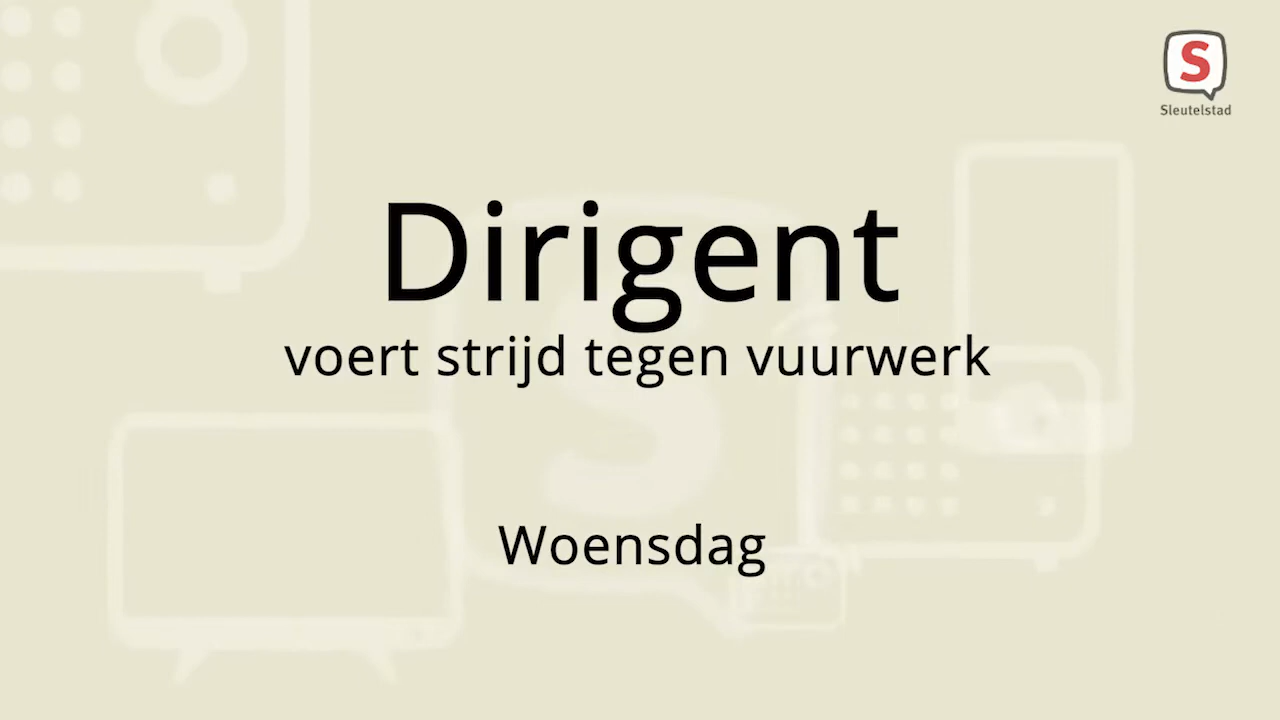 S
Sleutelstad
Dirigent
voert strijd tegen vuurwerk
Woensdag